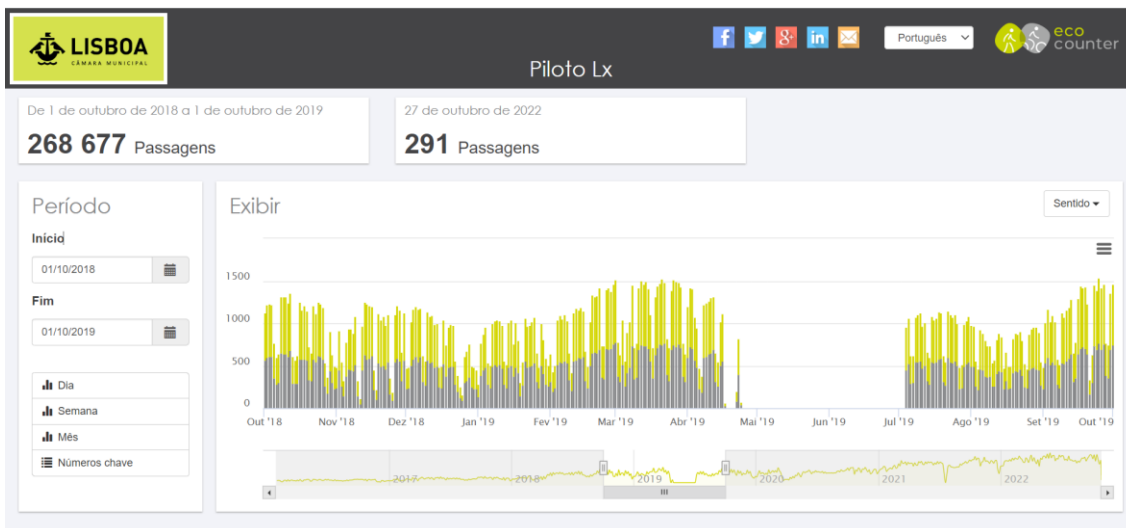 LISBOA
CÂMARA MUNICIPAL
Português
eco
counter
Piloto Lx
De 1 de outubro de 2018 a 1 de outubro de 2019
268 677 Passagens
27 de outubro de 2022
291 Passagens
Período
Início
01/10/2018
Fim
01/10/2019
Dia
Semana
Mês
Números chave
Exibir
Sentido
1500
1000
500
0
Out '18 Nov'18 Dez '18 Jan '19 Fev'19 Mar '19 Abr '19 Mai '19 Jun '19 Jul '19 Ago '19 Set '19 Out '19
2017 2018 2019 2020 2021 2022